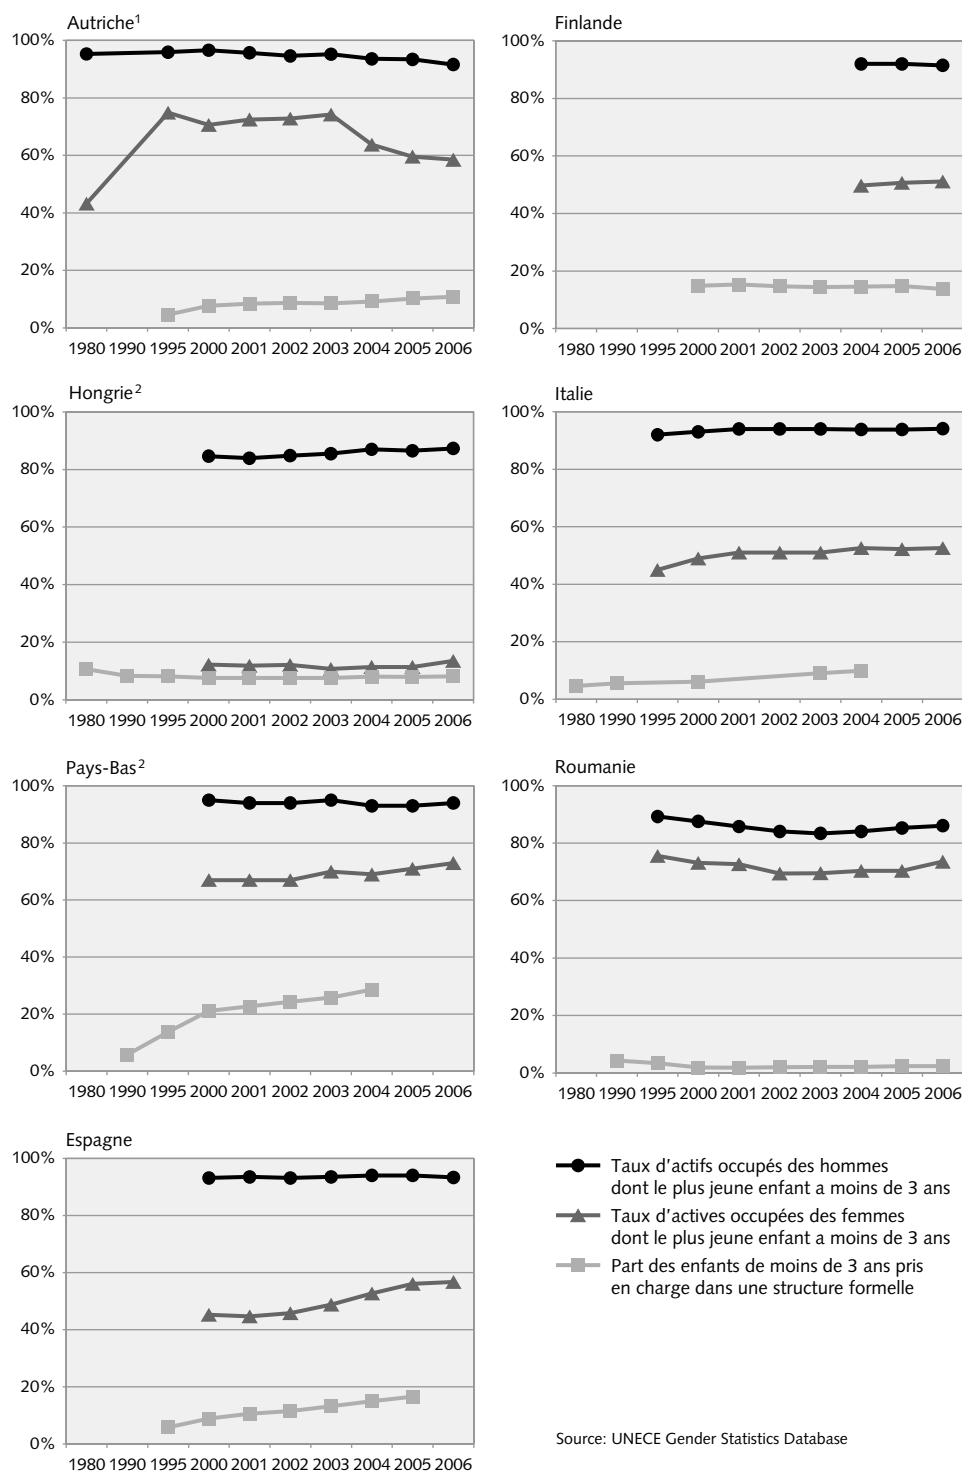 Autriche¹
100%
80%
60%
40%
20%
0%
1980 1990 1995 2000 2001 2002 2003 2004 2005 2006
Finlande
100%
80%
60%
40%
20%
0%
1980 1990 1995 2000 2001 2002 2003 2004 2005 2006
Hongrie²
100%
80%
60%
40%
20%
0%
1980 1990 1995 2000 2001 2002 2003 2004 2005 2006
Italie
100%
80%
60%
40%
20%
0%
1980 1990 1995 2000 2001 2002 2003 2004 2005 2006
Pays-Bas²
100%
80%
60%
40%
20%
0%
1980 1990 1995 2000 2001 2002 2003 2004 2005 2006
Roumanie
100%
80%
60%
40%
20%
0%
1980 1990 1995 2000 2001 2002 2003 2004 2005 2006
Espagne
100%
80%
60%
40%
20%
0%
1980 1990 1995 2000 2001 2002 2003 2004 2005 2006
Taux d'actifs occupés des hommes
dont le plus jeune enfant a moins de 3 ans
Taux d'actives occupées des femmes
dont le plus jeune enfant a moins de 3 ans
Part des enfants de moins de 3 ans pris
en charge dans une structure formelle
Source: UNECE Gender Statistics Database